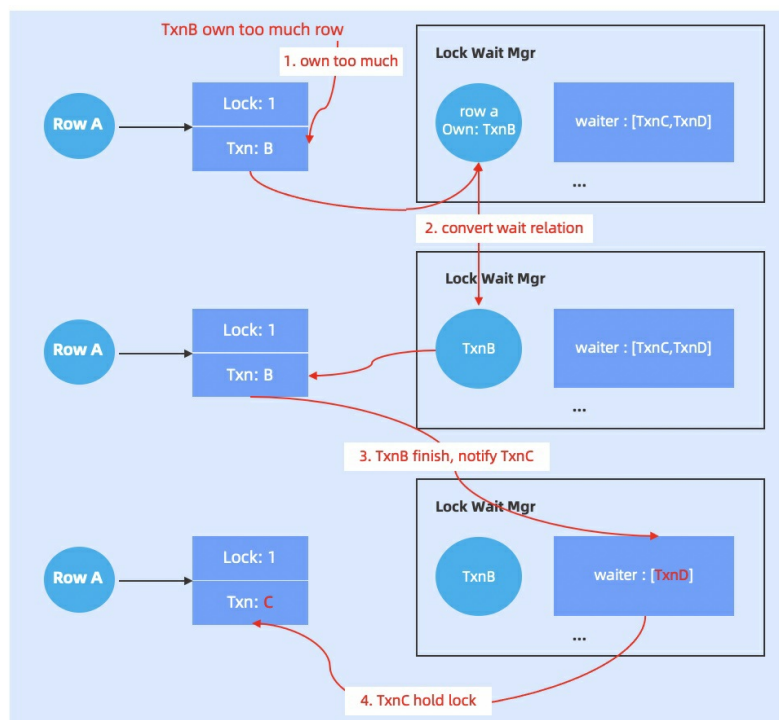 TxnB own too much row
1. own too much
Lock Wait Mgr
Row A
Lock: 1
Txn: B
row a
Own: TxnB
waiter : [TxnC,TxnD]
...
2. convert wait relation
Lock Wait Mgr
Row A
Lock: 1
Txn: B
TxnB
waiter : [TxnC,TxnD]
...
3. TxnB finish, notify TxnC
Lock Wait Mgr
Row A
Lock: 1
Txn: C
TxnB
waiter : [TxnD]
...
4. TxnC hold lock